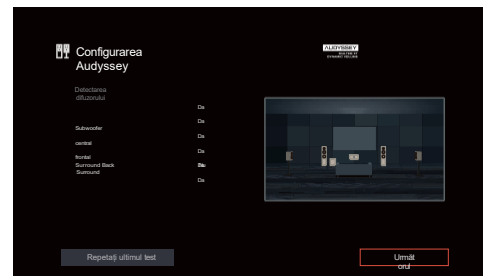 Configurarea
Audyssey
AUDYSSEY
Detectarea
difuzorului
Da
Da
Subwoofer
Da
central
Da
frontal
Surround Back
Surround
Da
Repetați ultimul test
Următ
orul